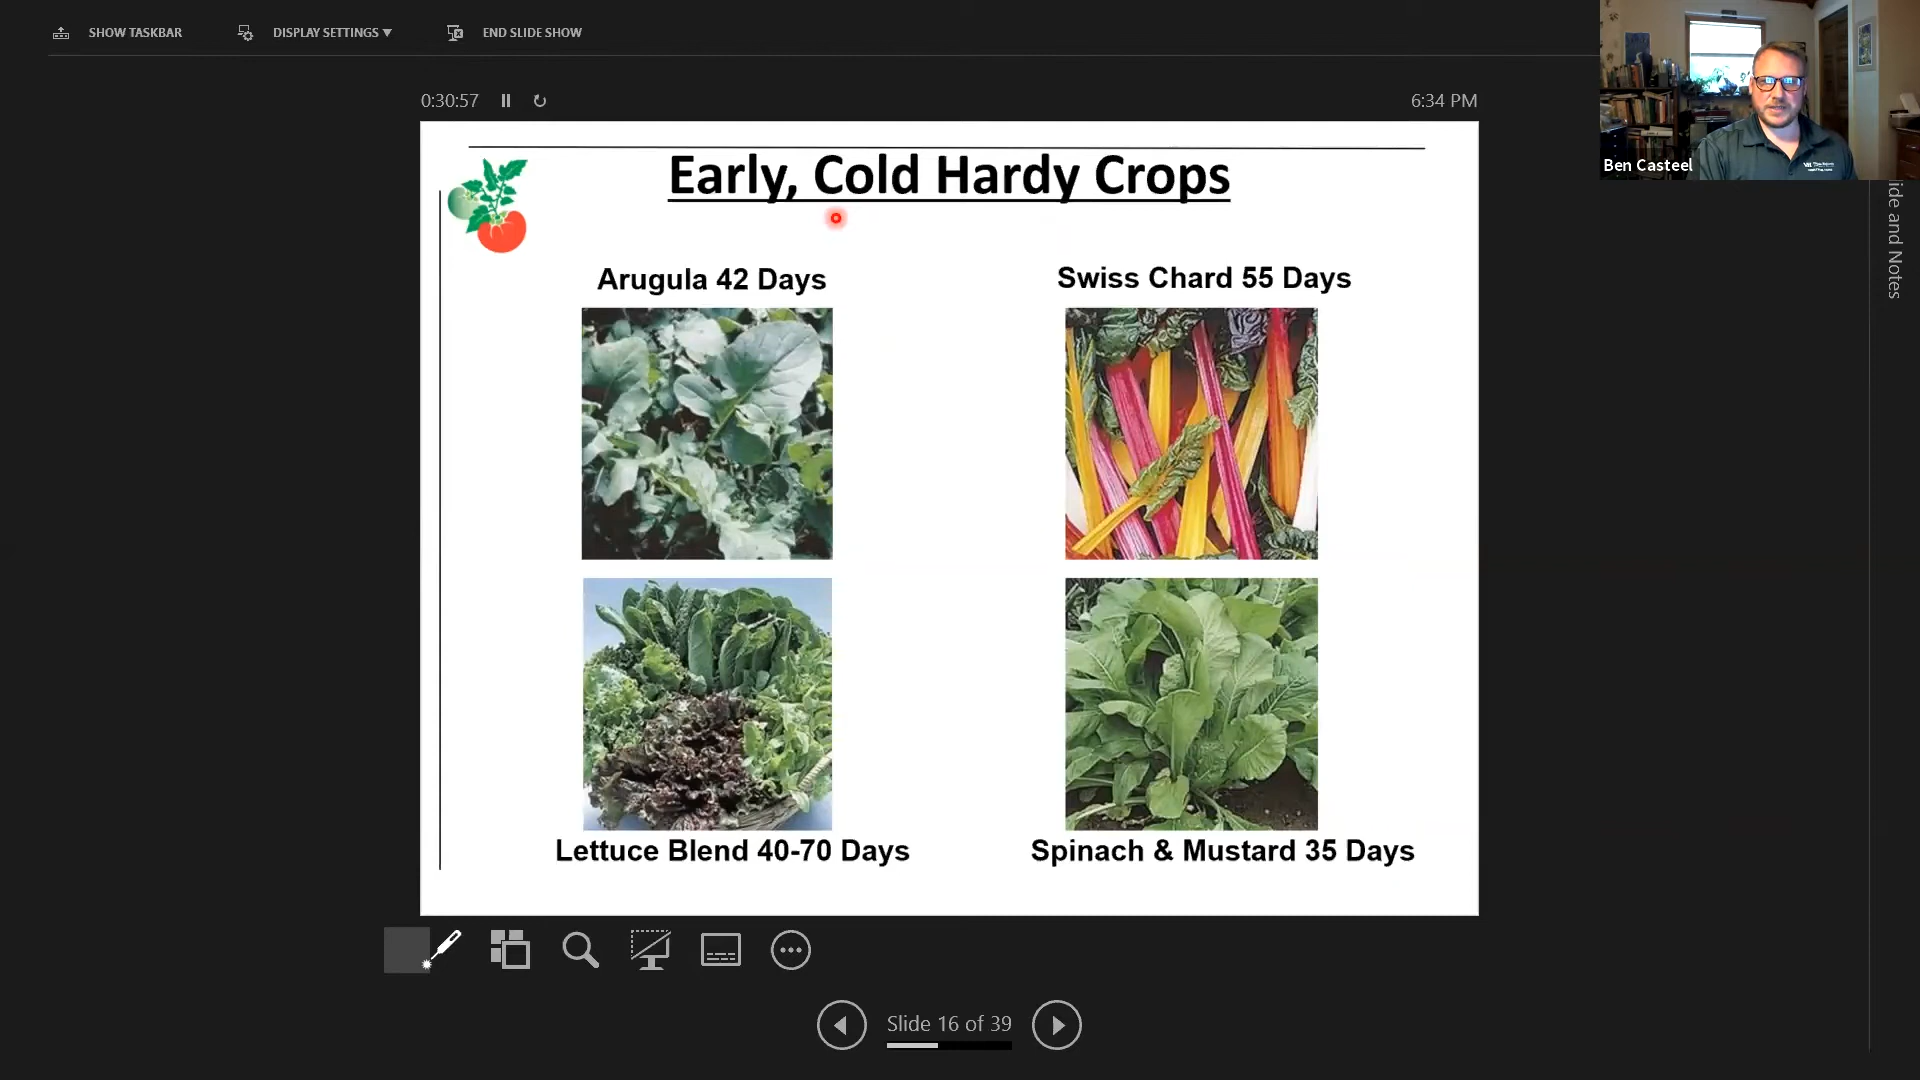 SHOW TASKBAR
DISPLAY SETTINGS ▼
END SLIDE SHOW
0:30:57
6:34 PM
Ben Casteel
Early, Cold Hardy Crops
Arugula 42 Days
Swiss Chard 55 Days
Lettuce Blend 40-70 Days
Spinach & Mustard 35 Days
Slide 16 of 39
and Notes